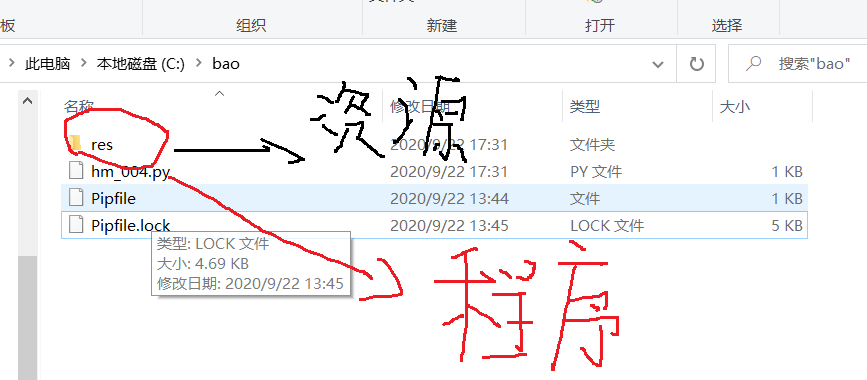 板 组织 新建 打开 选择
此电脑 本地磁盘 (C:) bao 搜索"bao"
名称 修改日期 类型 大小
资源
res 2020/9/22 17:31 文件夹
hm_004.py 2020/9/22 17:31 PY 文件 1 KB
Pipfile 2020/9/22 13:44 文件 1 KB
Pipfile.lock 2020/9/22 13:45 LOCK 文件 5 KB
类型: LOCK 文件
大小: 4.69 KB
修改日期: 2020/9/22 13:45
程序